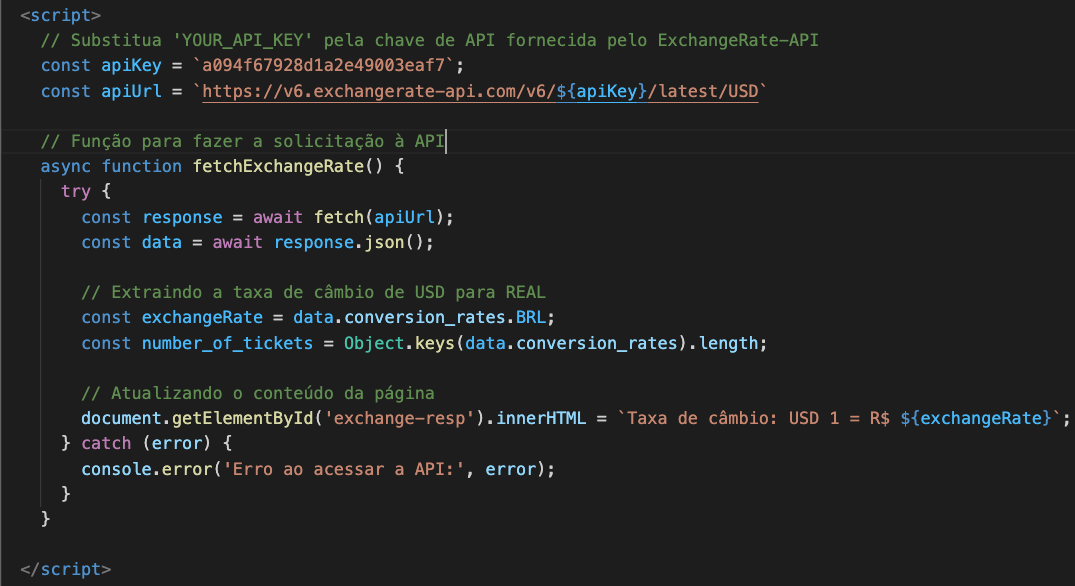 <script>
// Substitua 'YOUR_API_KEY' pela chave de API fornecida pelo ExchangeRate-API
const apiKey = `a094f67928d1a2e49003eaf7`;
const apiUrl = `https://v6.exchangerate-api.com/v6/${apiKey}/latest/USD`
// Função para fazer a solicitação à API
async function fetchExchangeRate() {
try {
const response = await fetch(apiUrl);
const data = await response.json();
// Extraindo a taxa de câmbio de USD para REAL
const exchangeRate = data.conversion_rates.BRL;
const number_of_tickets = Object.keys(data.conversion_rates).length;
// Atualizando o conteúdo da página
document.getElementById('exchange-resp').innerHTML = `Taxa de câmbio: USD 1 = R$ ${exchangeRate}`;
} catch (error) {
console.error('Erro ao acessar a API:', error);
}
}
</script>